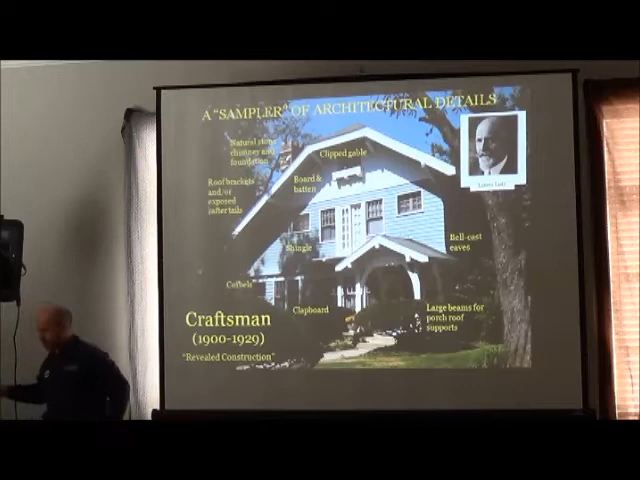 A "SAMPLER" OF ARCHITECTURAL DETAILS
Natural stone
chimney and
foundation
Clipped gable
Roof brackets
and/or
exposed
rafter tails
Board &
batten
Shingle
Bell-cast
eaves
Corbels
Clapboard
Large beams for
porch roof
supports
Craftsman
(1900-1929)
"Revealed Construction"